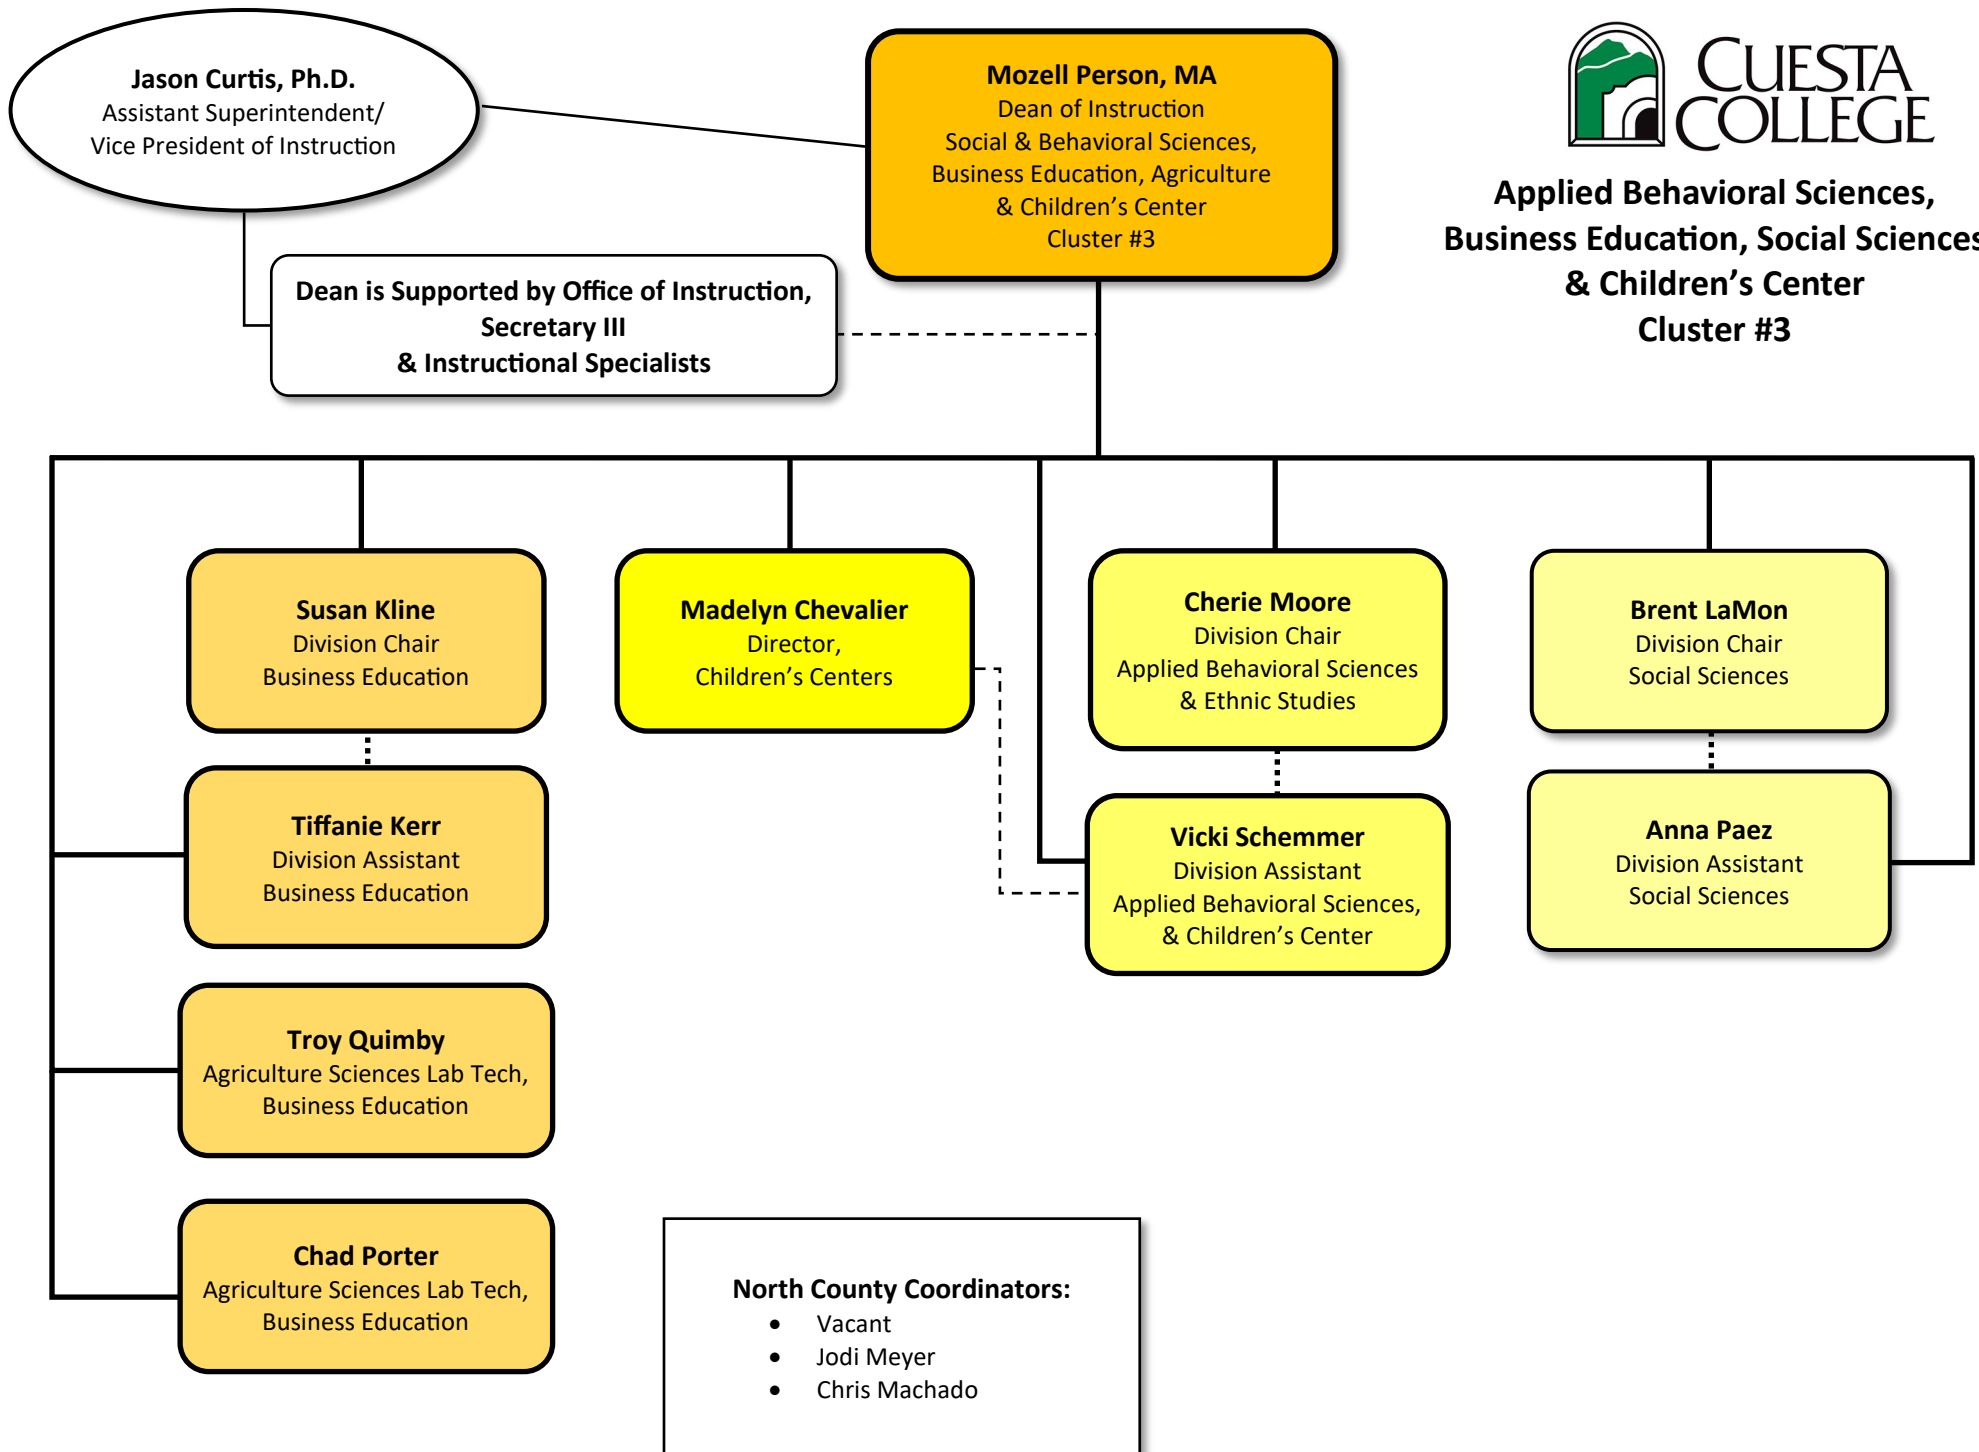 Jason Curtis, Ph.D.
Assistant Superintendent/
Vice President of Instruction
Mozell Person, MA
Dean of Instruction
Social & Behavioral Sciences,
Business Education, Agriculture
& Children's Center
Cluster #3
CUESTA
COLLEGE
Applied Behavioral Sciences,
Business Education, Social Sciences
& Children's Center
Cluster #3
Dean is Supported by Office of Instruction,
Secretary III
& Instructional Specialists
Susan Kline
Division Chair
Business Education
Madelyn Chevalier
Director,
Children's Centers
Cherie Moore
Division Chair
Applied Behavioral Sciences
& Ethnic Studies
Brent LaMon
Division Chair
Social Sciences
Tiffanie Kerr
Division Assistant
Business Education
Vicki Schemmer
Division Assistant
Applied Behavioral Sciences,
& Children's Center
Anna Paez
Division Assistant
Social Sciences
Troy Quimby
Agriculture Sciences Lab Tech,
Business Education
Chad Porter
Agriculture Sciences Lab Tech,
Business Education
North County Coordinators:
• Vacant
• Jodi Meyer
• Chris Machado